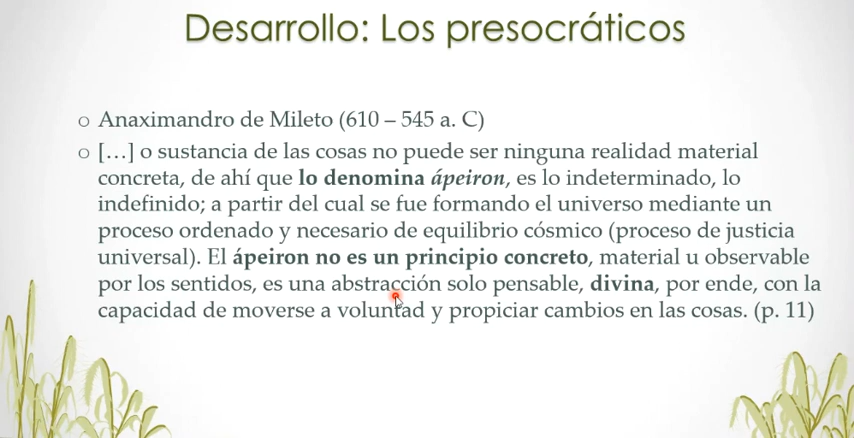 Desarrollo: Los presocráticos
o Anaximandro de Mileto (610 – 545 a. C)
o […] o sustancia de las cosas no puede ser ninguna realidad material
concreta, de ahí que lo denomina ápeiron, es lo indeterminado, lo
indefinido; a partir del cual se fue formando el universo mediante un
proceso ordenado y necesario de equilibrio cósmico (proceso de justicia
universal). El ápeiron no es un principio concreto, material u observable
por los sentidos, es una abstracción solo pensable, divina, por ende, con la
capacidad de moverse a voluntad y propiciar cambios en las cosas. (p. 11)